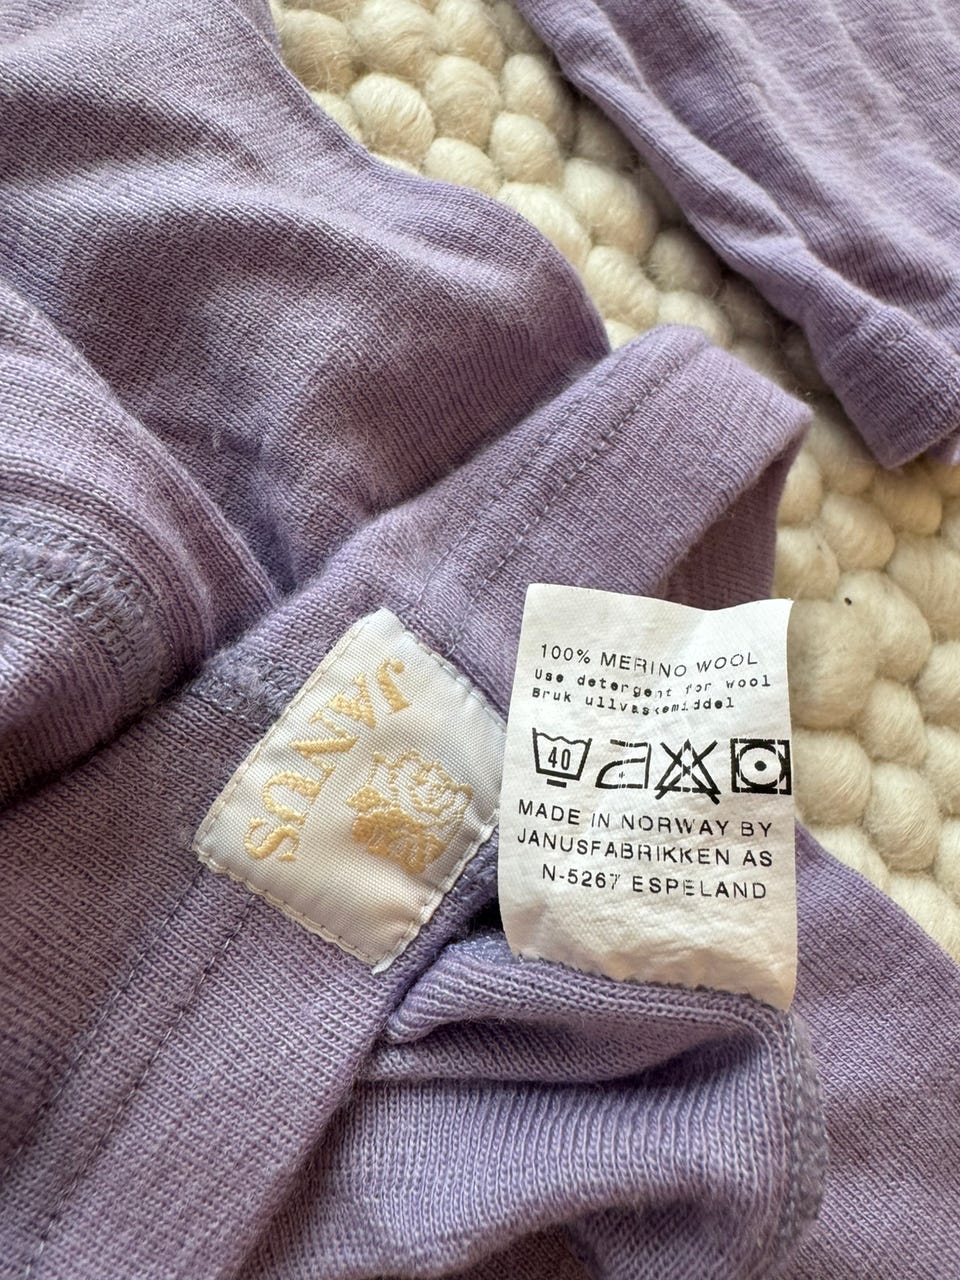 JANUS
100% MERINO WOOL
Use detergent for wool
Bruk ullvaskemiddel
40
MADE IN NORWAY BY
JANUSFABRIKKEN AS
N-5267 ESPELAND